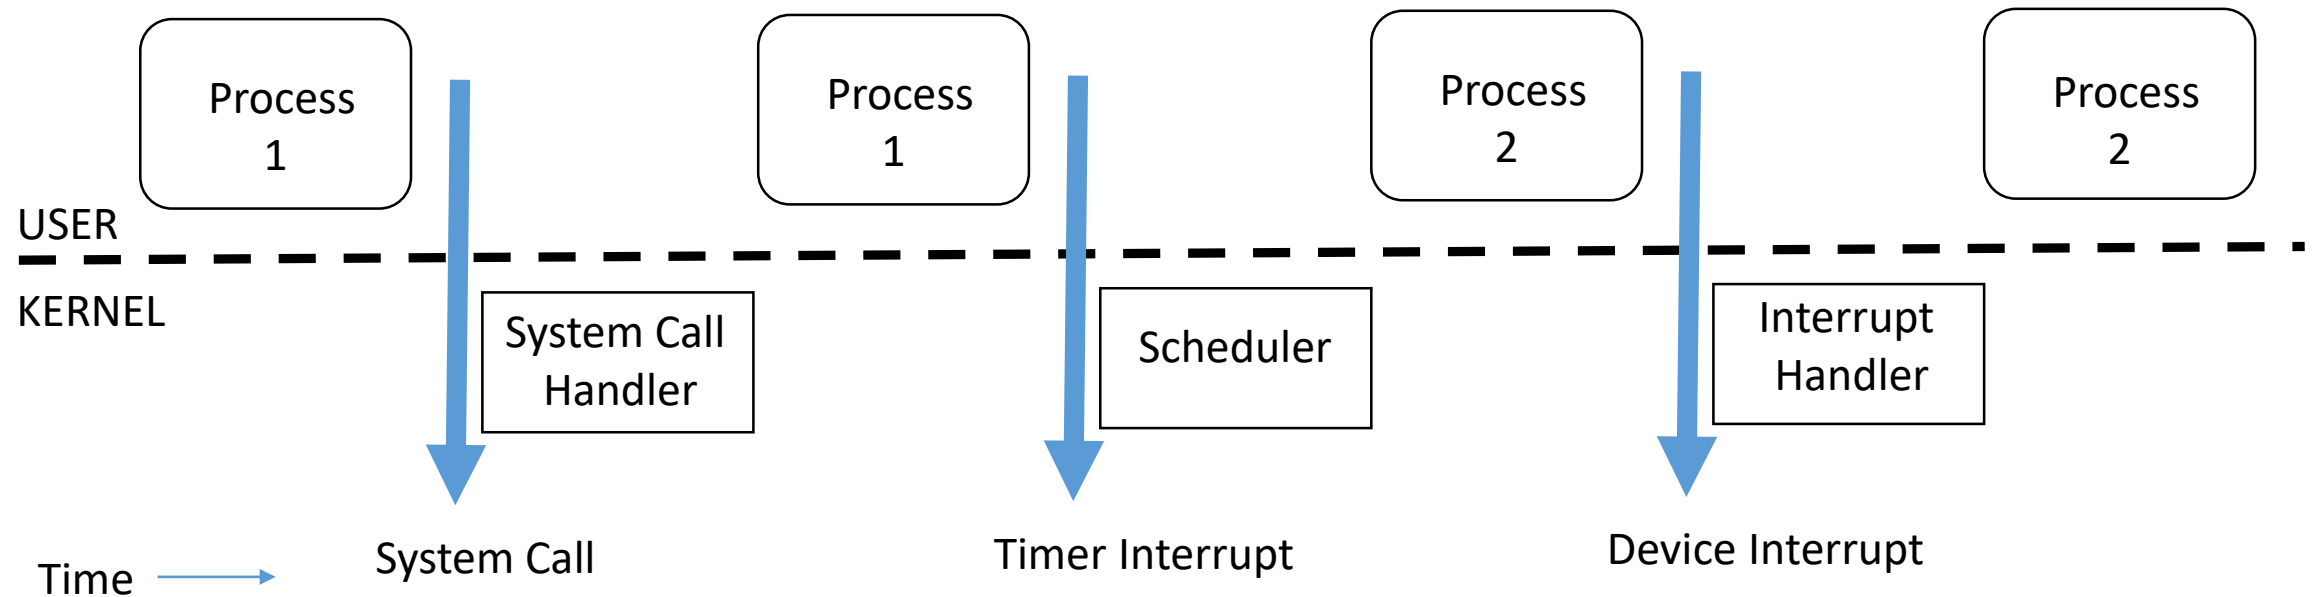 Process
1
Process
1
Process
2
Process
2
USER
KERNEL
System Call
Handler
Scheduler
Interrupt
Handler
System Call
Timer Interrupt
Device Interrupt
Time